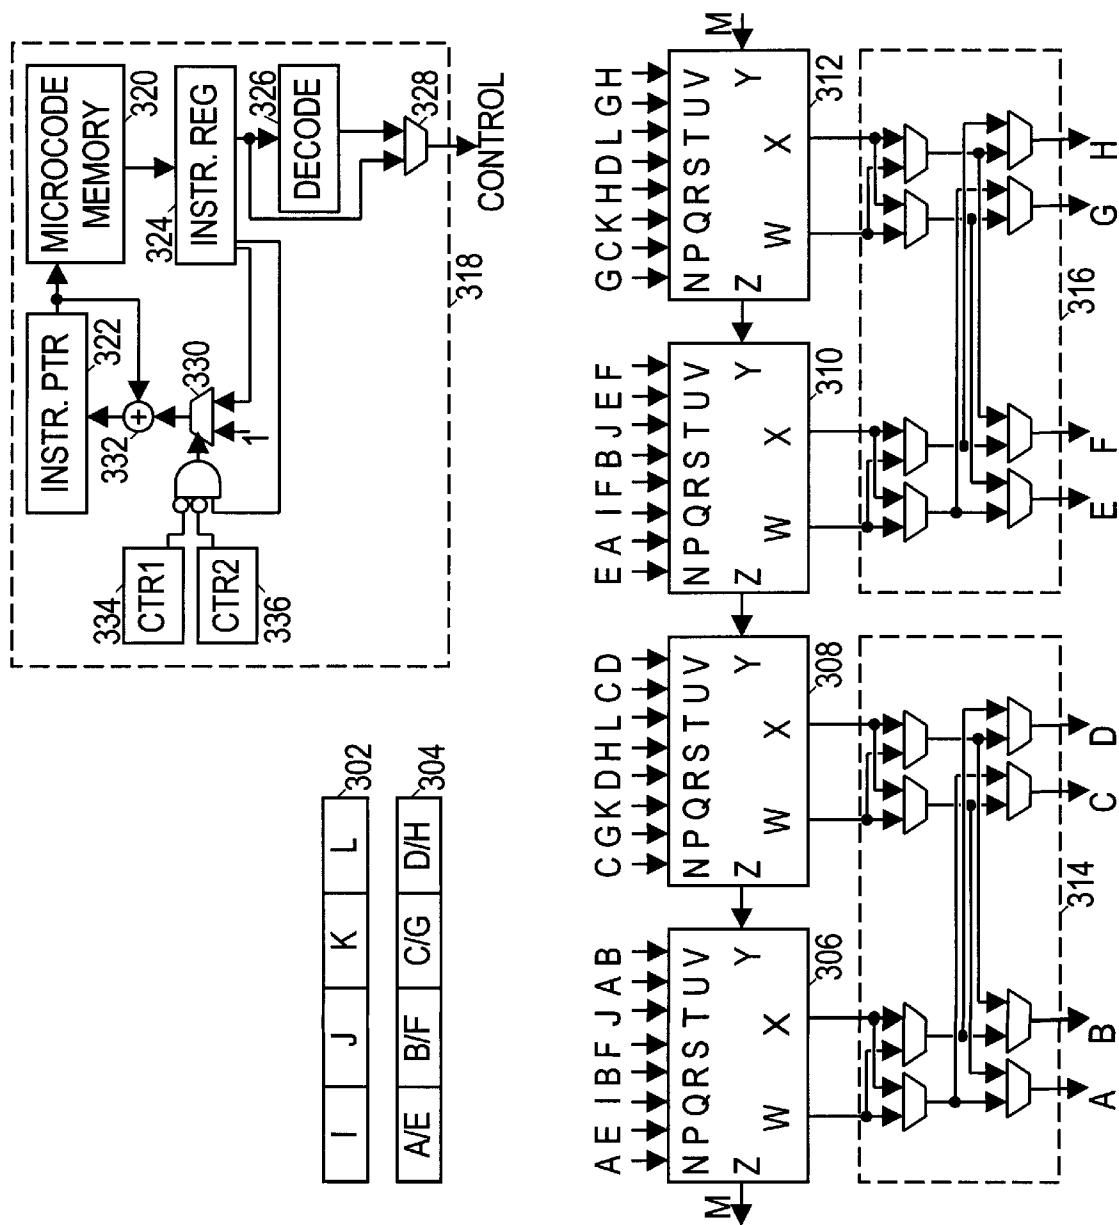 INSTR. PTR
322
MICROCODE
MEMORY
320
332
+
330
1
324
INSTR. REG
326
DECODE
328
334
CTR1
CTR2
336
318
CONTROL
I J K L
302
A/E B/F C/G D/H
304
A E I B F J A B
N P Q R S T U V
Z Y
W X
M
306
C G K D H L C D
N P Q R S T U V
Z Y
W X
308
E A I F B J E F
N P Q R S T U V
Z Y
W X
310
G C K H D L G H
N P Q R S T U V
Z Y
W X
M
312
314
316
A B C D E F G H